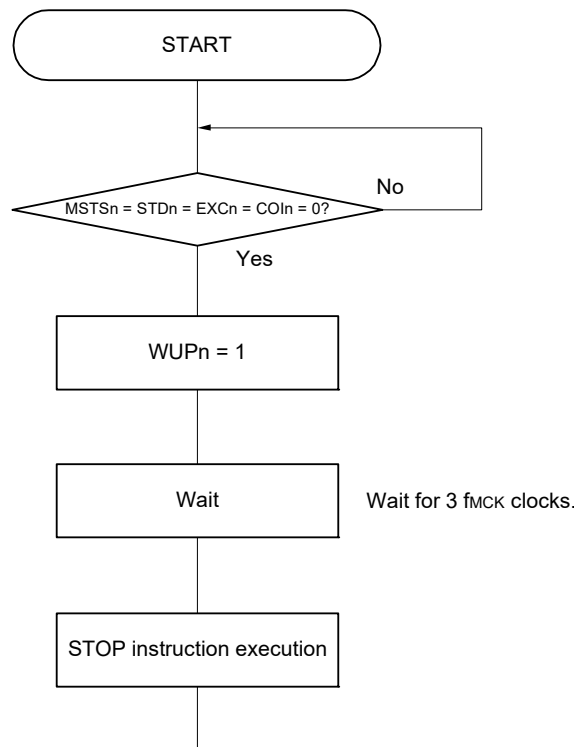 START
No
MSTSn = STDn = EXCn = COIn = 0?
Yes
WUPn = 1
Wait
Wait for 3 fMCK clocks.
STOP instruction execution